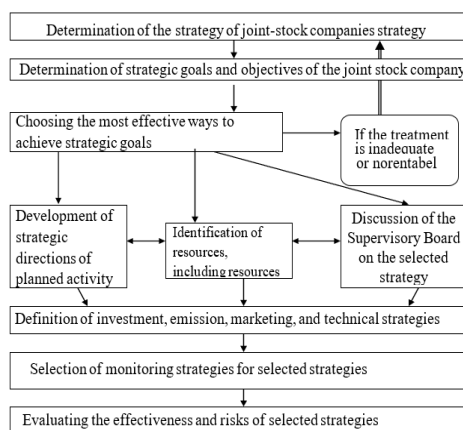 Determination of the strategy of joint-stock companies strategy
Determination of strategic goals and objectives of the joint stock company
Choosing the most effective ways to
achieve strategic goals
If the treatment
is inadeuate
or norentabel
Development of
strategic
directions of
planned activity
Identification of
resources,
including resources
Discussion of the
Supervisory Board
on the selected
strategy
Definition of investment, emission, marketing, and technical strategies
Selection of monitoring strategies for selected strategies
Evaluating the effectiveness and risks of selected strategies